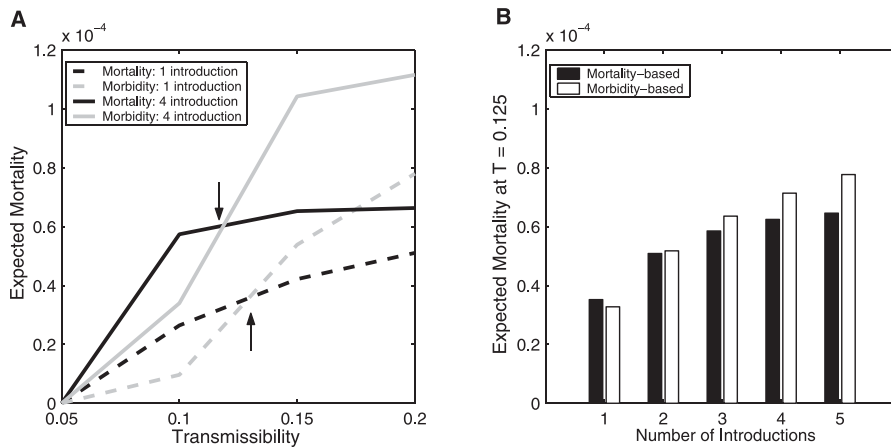 A
x 10⁻⁴
1.2
1
0.8
0.6
0.4
0.2
0
0.05
0.1
0.15
0.2
Expected Mortality
Transmissibility
Mortality: 1 introduction
Morbidity: 1 introduction
Mortality: 4 introduction
Morbidity: 4 introduction
B
x 10⁻⁴
1.2
1
0.8
0.6
0.4
0.2
0
1
2
3
4
5
Expected Mortality at T = 0.125
Number of Introductions
Mortality–based
Morbidity–based